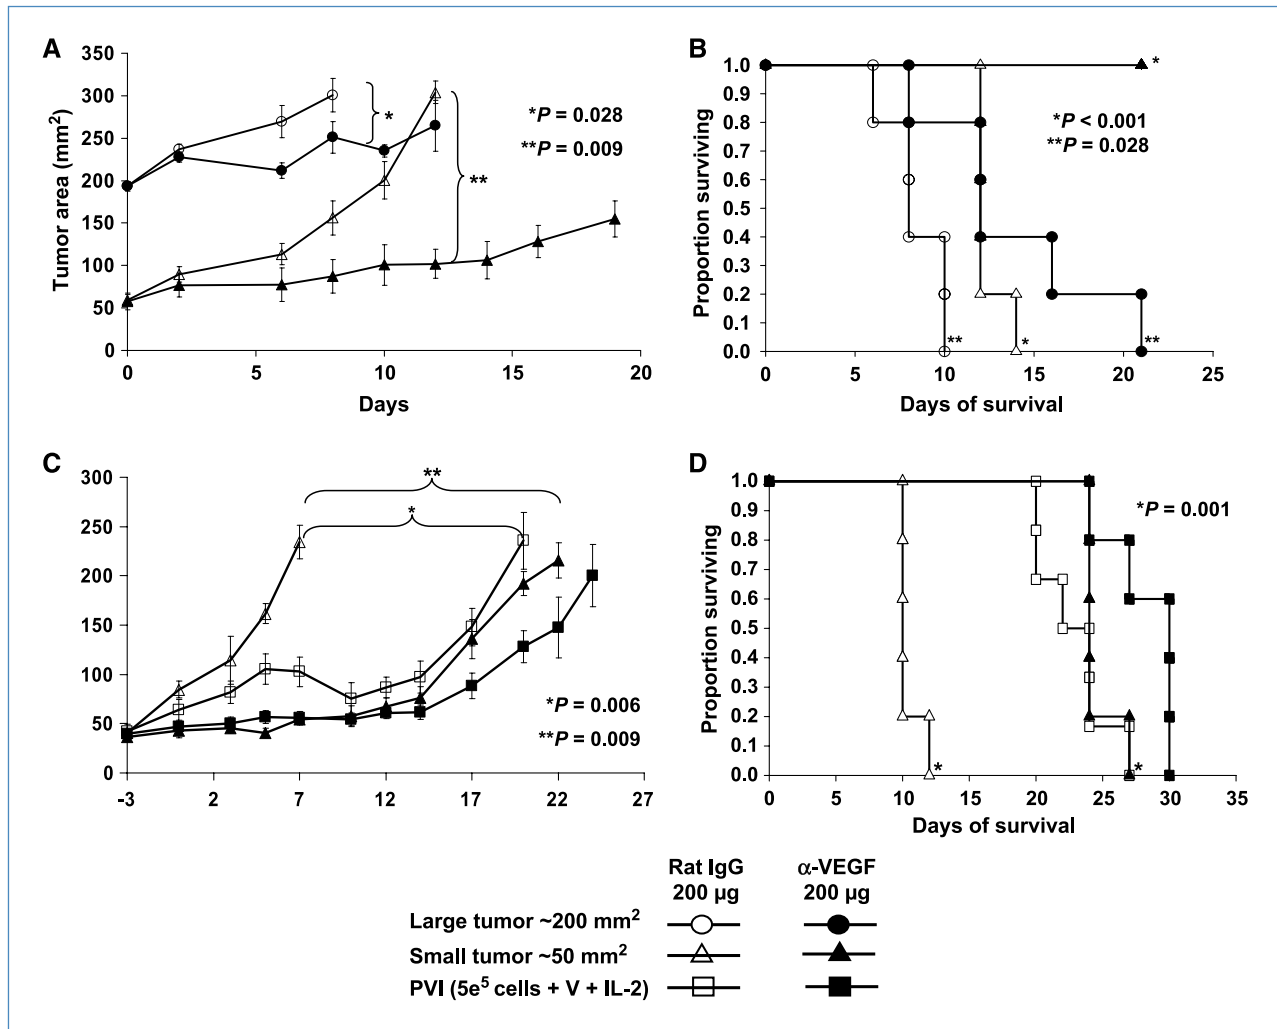 A
350
300
250
200
150
100
50
0
Tumor area (mm²)
*
**
*P = 0.028
**P = 0.009
0 5 10 15 20
Days
B
1.0
0.9
0.8
0.7
0.6
0.5
0.4
0.3
0.2
0.1
0.0
Proportion surviving
*
*P < 0.001
**P = 0.028
** * **
0 5 10 15 20 25
Days of survival
C
300
250
200
150
100
50
0
**
*
*P = 0.006
**P = 0.009
-3 2 7 12 17 22 27
D
1.0
0.9
0.8
0.7
0.6
0.5
0.4
0.3
0.2
0.1
0.0
Proportion surviving
*P = 0.001
* *
0 5 10 15 20 25 30 35
Days of survival
Rat IgG α-VEGF
200 µg 200 µg
Large tumor ~200 mm²
Small tumor ~50 mm²
PVI (5e⁵ cells + V + IL-2)